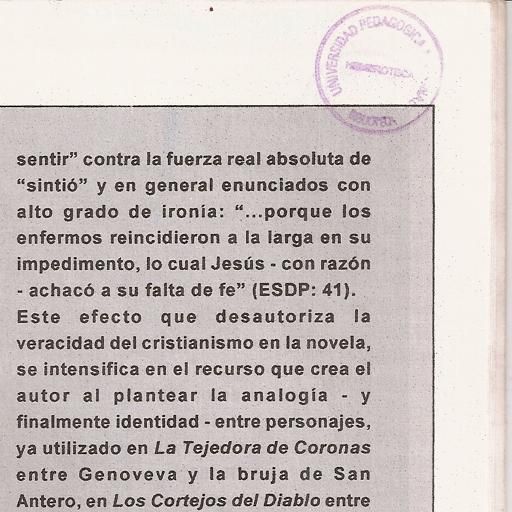 UNIVERSIDAD PEDAGOGICA
HEMEROTECA
BIBLIOTECA
sentir” contra la fuerza real absoluta de
“sintió” y en general enunciados con
alto grado de ironía: “...porque los
enfermos reincidieron a la larga en su
impedimento, lo cual Jesús - con razón
- achacó a su falta de fe” (ESDP: 41).
Este efecto que desautoriza la
veracidad del cristianismo en la novela,
se intensifica en el recurso que crea el
autor al plantear la analogía - y
finalmente identidad - entre personajes,
ya utilizado en La Tejedora de Coronas
entre Genoveva y la bruja de San
Antero, en Los Cortejos del Diablo entre